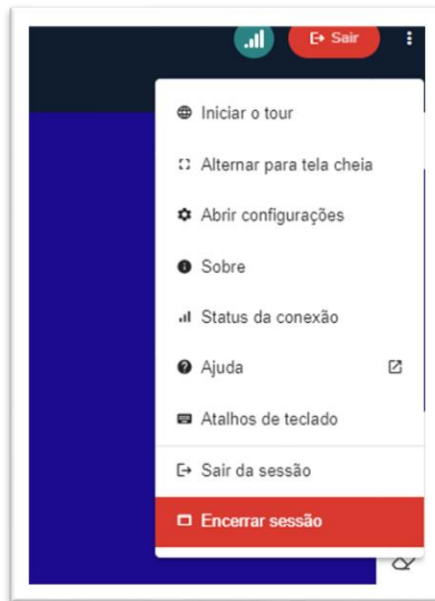 Sair
Iniciar o tour
Alternar para tela cheia
Abrir configurações
Sobre
Status da conexão
Ajuda
Atalhos de teclado
Sair da sessão
Encerrar sessão